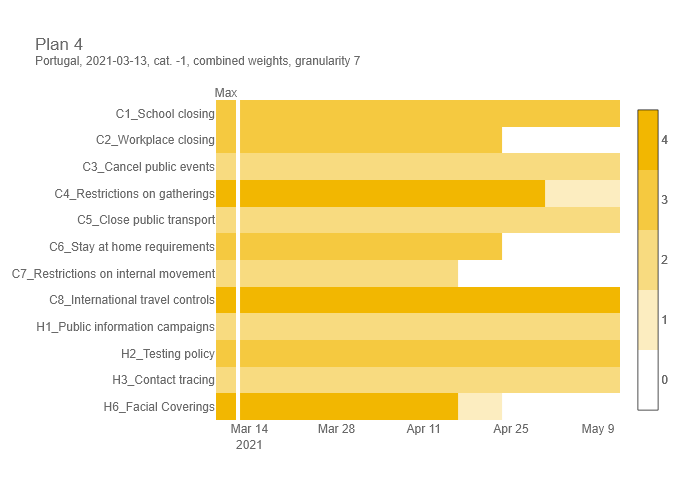 Plan 4
Portugal, 2021-03-13, cat. -1, combined weights, granularity 7
Max
C1_School closing
C2_Workplace closing
C3_Cancel public events
C4_Restrictions on gatherings
C5_Close public transport
C6_Stay at home requirements
C7_Restrictions on internal movement
C8_International travel controls
H1_Public information campaigns
H2_Testing policy
H3_Contact tracing
H6_Facial Coverings
Mar 14 Mar 28 Apr 11 Apr 25 May 9
2021
4
3
2
1
0